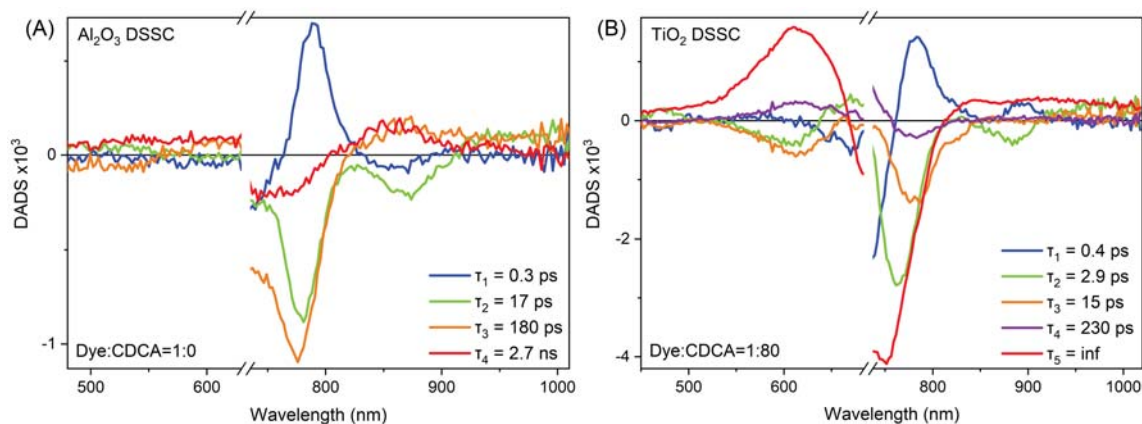 (A)
Al₂O₃ DSSC
DADS x10³
0
-1
τ₁ = 0.3 ps
τ₂ = 17 ps
τ₃ = 180 ps
τ₄ = 2.7 ns
Dye:CDCA=1:0
500 600 800 900 1000
Wavelength (nm)
(B)
TiO₂ DSSC
DADS x10³
0
-2
-4
τ₁ = 0.4 ps
τ₂ = 2.9 ps
τ₃ = 15 ps
τ₄ = 230 ps
τ₅ = inf
Dye:CDCA=1:80
500 600 800 900 1000
Wavelength (nm)